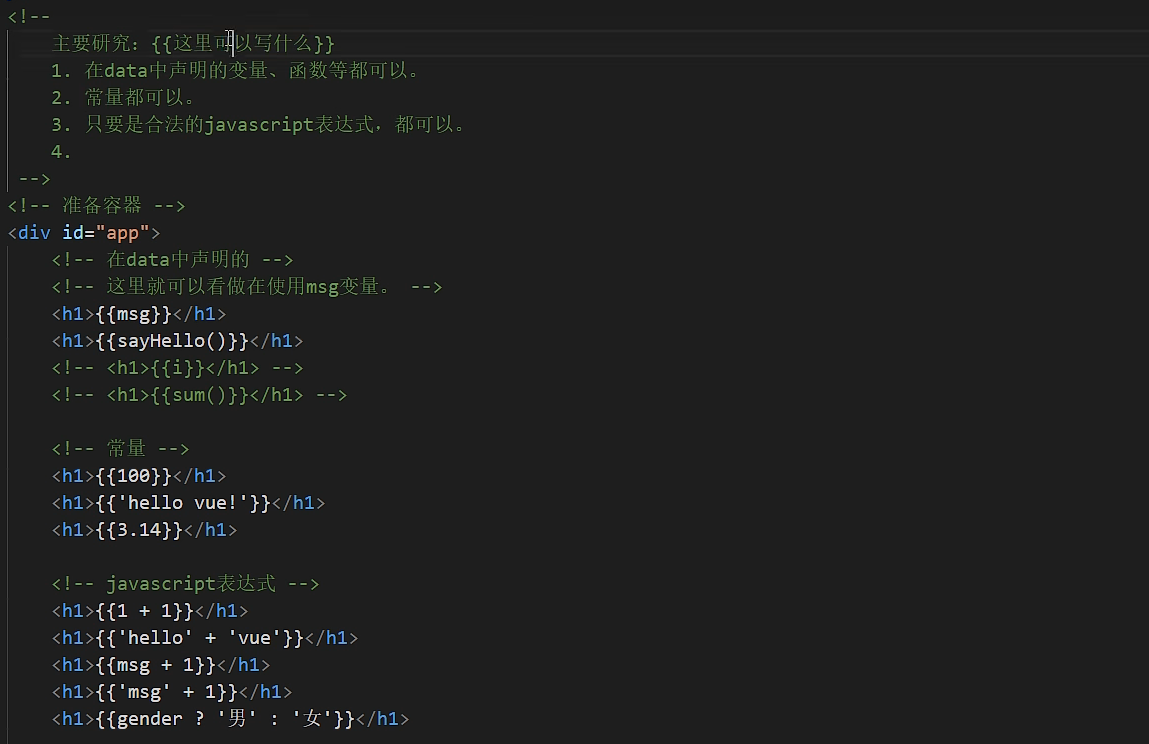 <!--
主要研究：{{这里可以写什么}}
1. 在data中声明的变量、函数等都可以。
2. 常量都可以。
3. 只要是合法的javascript表达式，都可以。
4.
-->
<!-- 准备容器 -->
<div id="app">
<!-- 在data中声明的 -->
<!-- 这里就可以看做在使用msg变量。 -->
<h1>{{msg}}</h1>
<h1>{{sayHello()}}</h1>
<!-- <h1>{{i}}</h1> -->
<!-- <h1>{{sum()}}</h1> -->
<!-- 常量 -->
<h1>{{100}}</h1>
<h1>{{'hello vue!'}}</h1>
<h1>{{3.14}}</h1>
<!-- javascript表达式 -->
<h1>{{1 + 1}}</h1>
<h1>{{'hello' + 'vue'}}</h1>
<h1>{{msg + 1}}</h1>
<h1>{{'msg' + 1}}</h1>
<h1>{{gender ? '男' : '女'}}</h1>